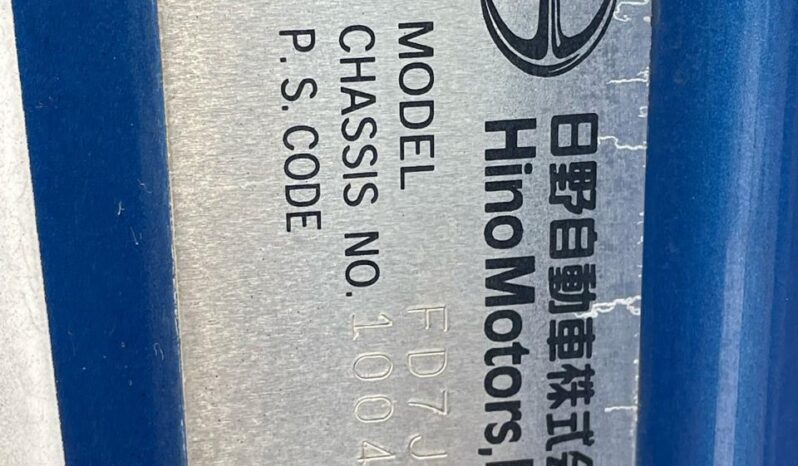 日野自動車株式
Hino Motors,
MODEL FD7J
CHASSIS NO. 1004
P. S. CODE